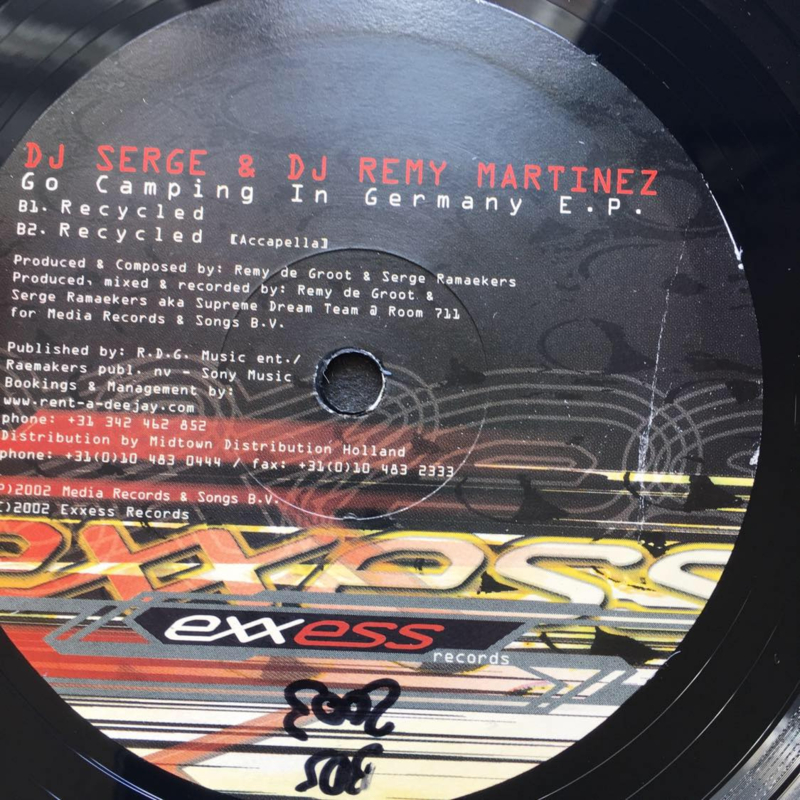 DJ SERGE & DJ REMY MARTINEZ
Go Camping In Germany E.P.
B1. Recycled
B2. Recycled [Accapella]
Produced & Composed by: Remy de Groot & Serge Ramaekers
Produced, mixed & recorded by: Remy de Groot &
Serge Ramaekers aka Supreme Dream Team @ Room 711
for Media Records & Songs B.V.
Published by: R.D.G. Music ent./
Raemakers publ. nv - Sony Music
Bookings & Management by:
www.rent-a-deejay.com
phone: +31 342 462 852
Distribution by Midtown Distribution Holland
phone: +31(0)10 483 0444 / fax: +31(0)10 483 2333
P)2002 Media Records & Songs B.V.
C)2002 Exxess Records
exxess
exxess
records
2003